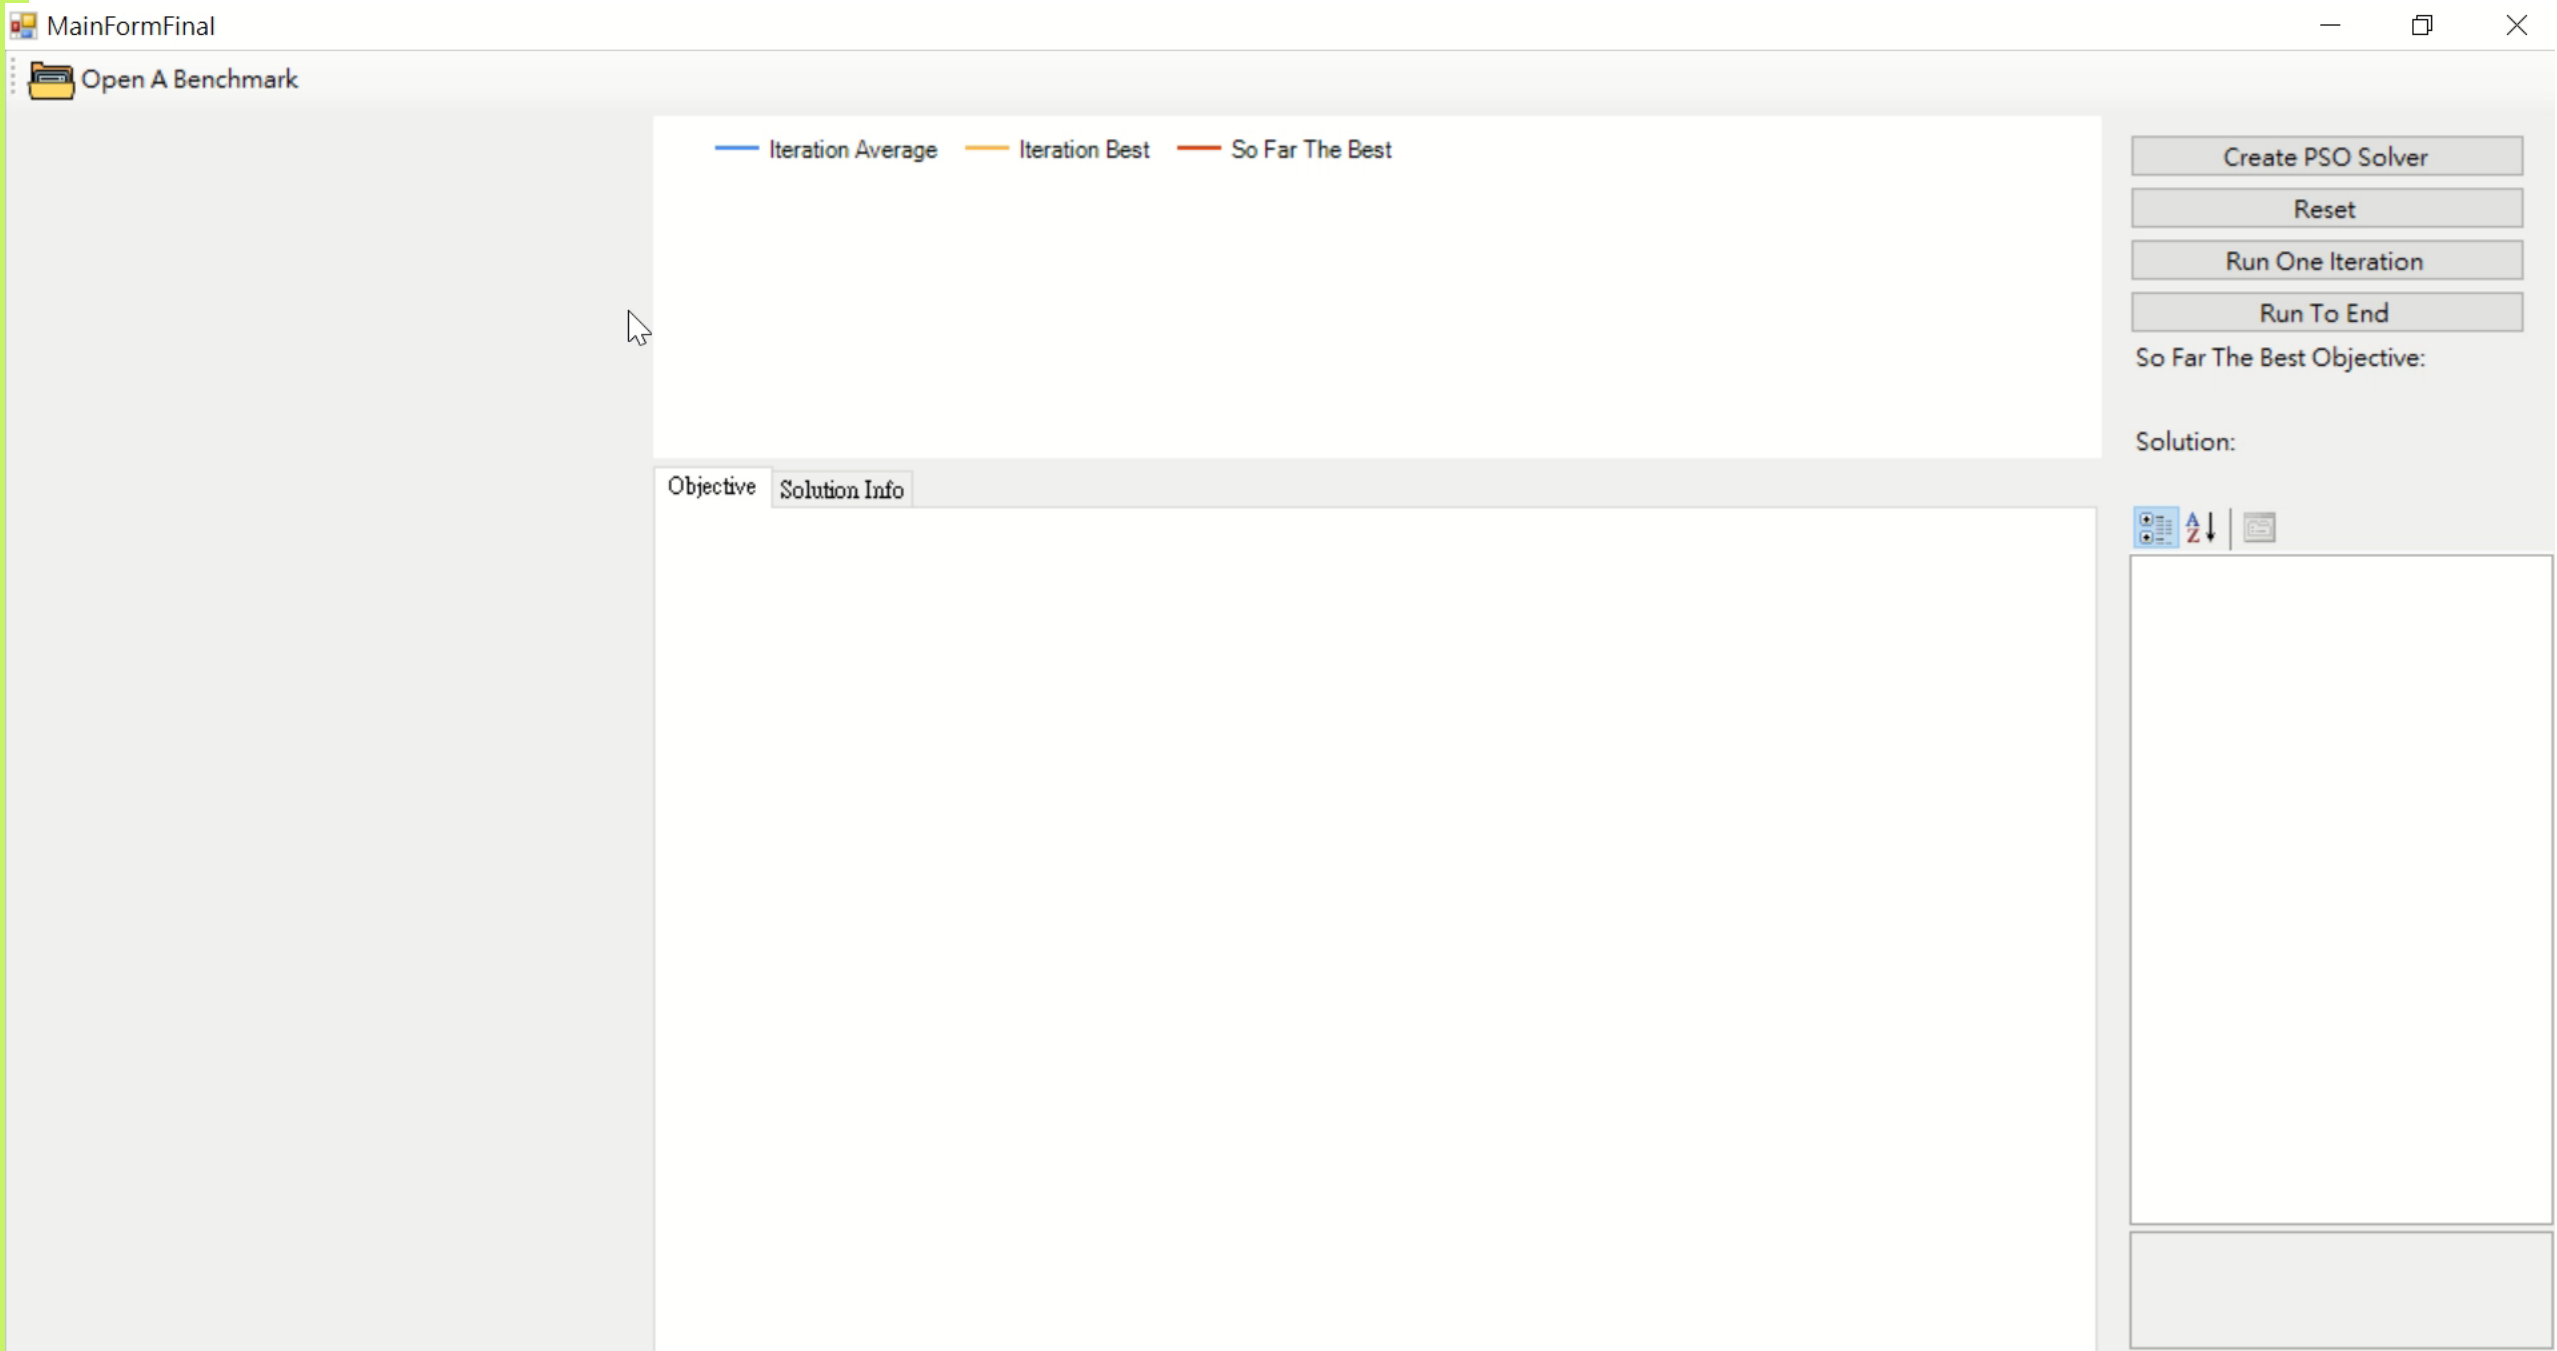 MainFormFinal
Open A Benchmark
Iteration Average Iteration Best So Far The Best
Create PSO Solver
Reset
Run One Iteration
Run To End
So Far The Best Objective:
Solution:
Objective Solution Info
A
Z